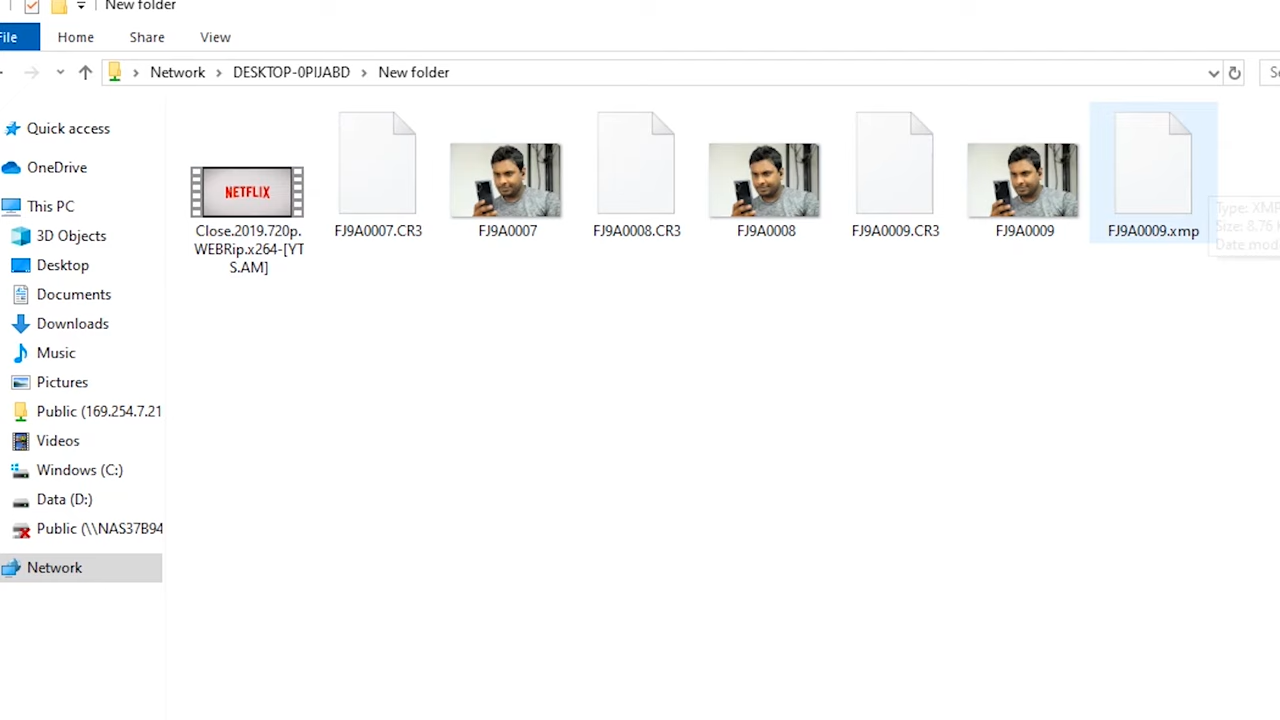 New folder
File
Home
Share
View
Network
DESKTOP-0PIJABD
New folder
Quick access
OneDrive
This PC
3D Objects
Desktop
Documents
Downloads
Music
Pictures
Public (169.254.7.21
Videos
Windows (C:)
Data (D:)
Public (\\NAS37B94
Network
NETFLIX
Close.2019.720p.
WEBRip.x264-[YT
S.AM]
FJ9A0007.CR3
FJ9A0007
FJ9A0008.CR3
FJ9A0008
FJ9A0009.CR3
FJ9A0009
FJ9A0009.xmp
Type: XMP
Size: 8.76
Date mod